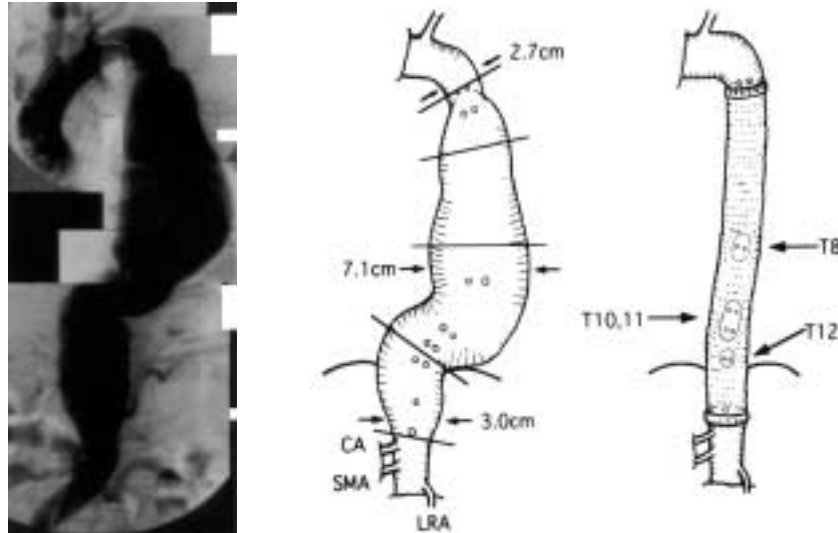 2.7cm
7.1cm
3.0cm
CA
SMA
LRA
T8
T10,11
T12